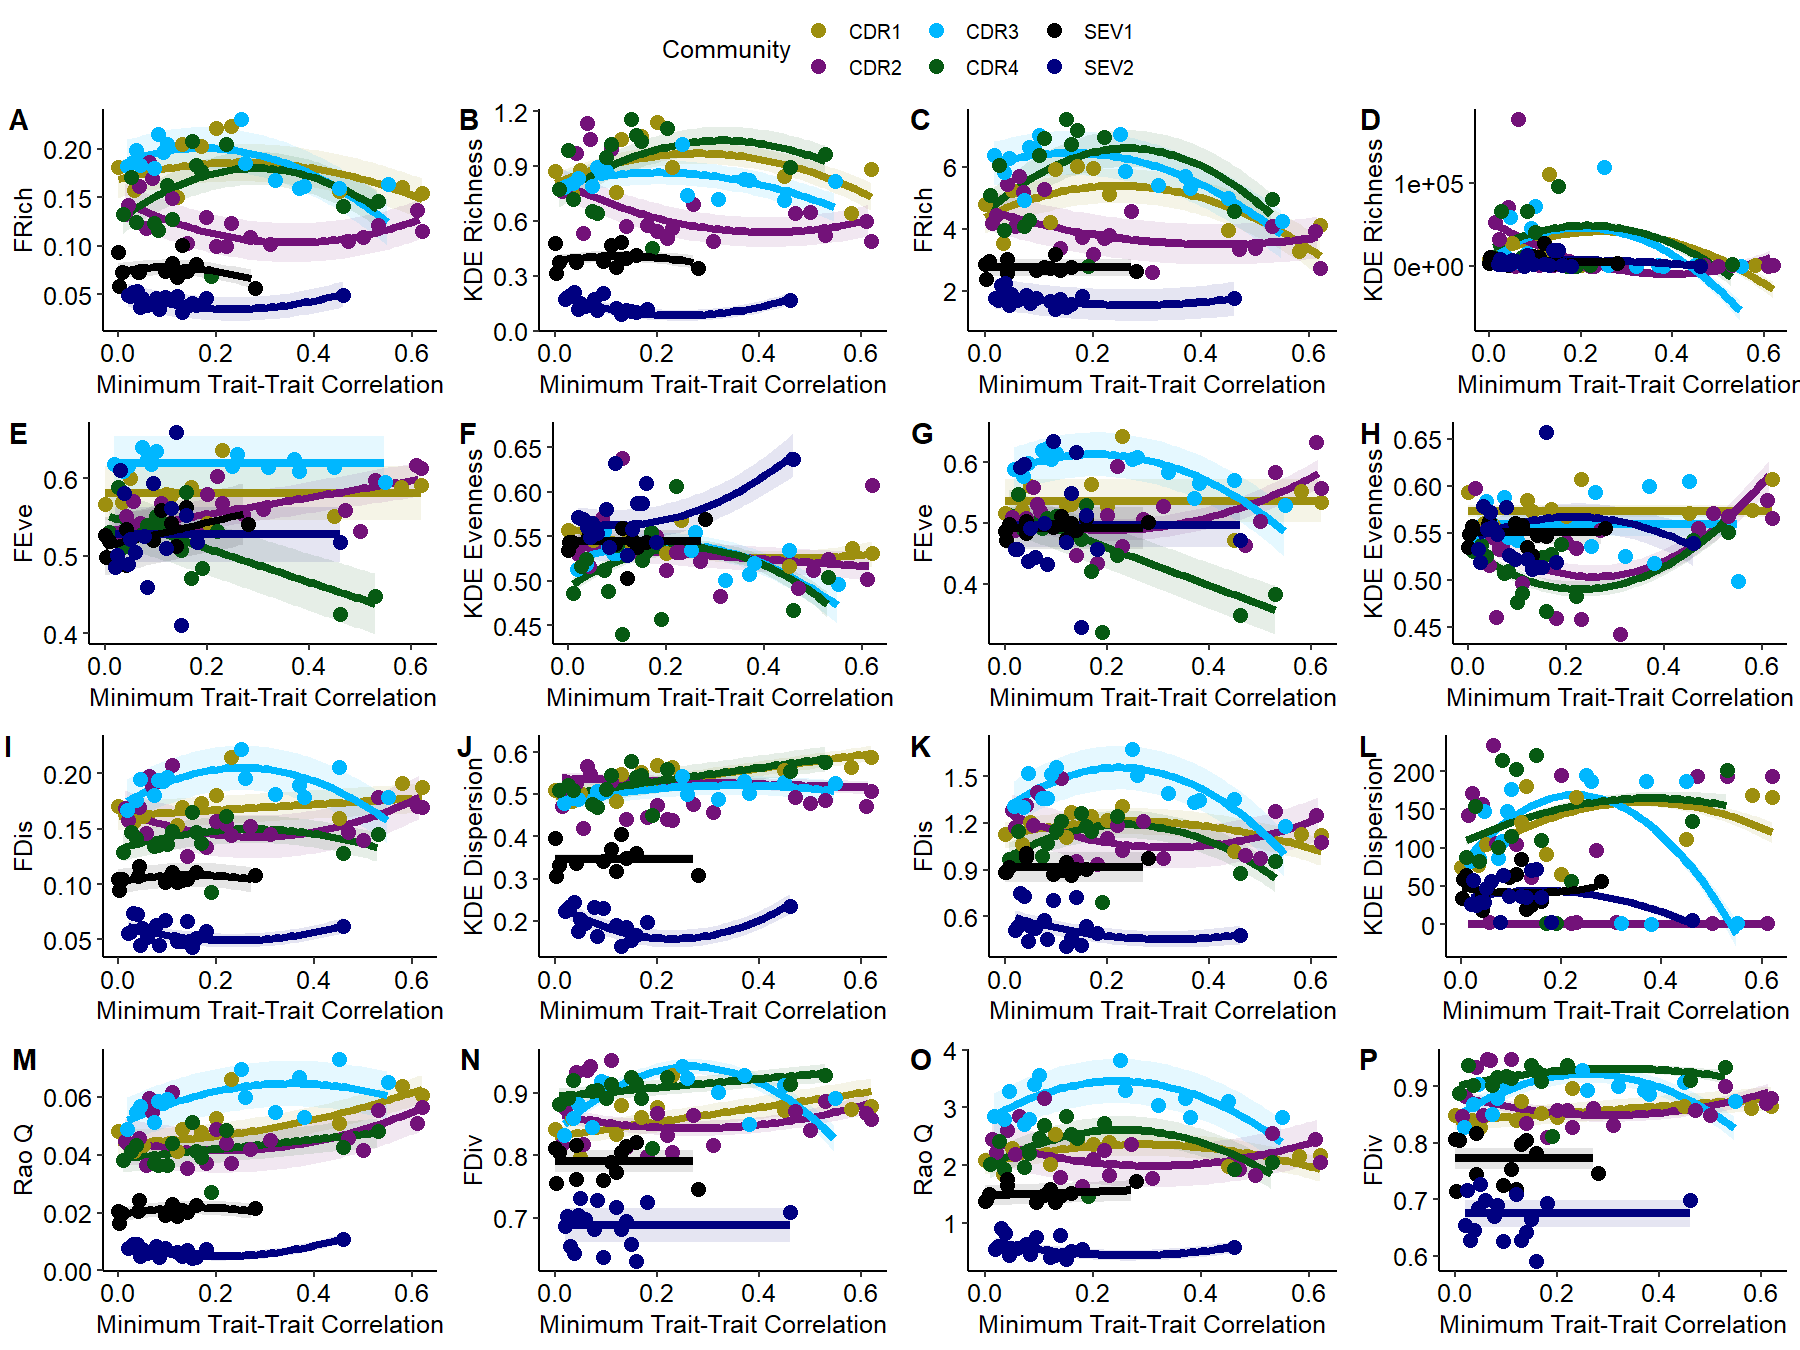 Community CDR1 CDR3 SEV1
CDR2 CDR4 SEV2
A B C D
FRich 0.20 0.15 0.10 0.05
KDE Richness 1.2 0.9 0.6 0.3 0.0
FRich 6 4 2
KDE Richness 1e+05 0e+00
0.0 0.2 0.4 0.6 0.0 0.2 0.4 0.6 0.0 0.2 0.4 0.6 0.0 0.2 0.4 0.6
Minimum Trait-Trait Correlation Minimum Trait-Trait Correlation Minimum Trait-Trait Correlation Minimum Trait-Trait Correlation
E F G H
FEve 0.6 0.5 0.4
KDE Evenness 0.65 0.60 0.55 0.50 0.45
FEve 0.6 0.5 0.4
KDE Evenness 0.65 0.60 0.55 0.50 0.45
0.0 0.2 0.4 0.6 0.0 0.2 0.4 0.6 0.0 0.2 0.4 0.6 0.0 0.2 0.4 0.6
Minimum Trait-Trait Correlation Minimum Trait-Trait Correlation Minimum Trait-Trait Correlation Minimum Trait-Trait Correlation
I J K L
FDis 0.20 0.15 0.10 0.05
KDE Dispersion 0.6 0.5 0.4 0.3 0.2
FDis 1.5 1.2 0.9 0.6
KDE Dispersion 200 150 100 50 0
0.0 0.2 0.4 0.6 0.0 0.2 0.4 0.6 0.0 0.2 0.4 0.6 0.0 0.2 0.4 0.6
Minimum Trait-Trait Correlation Minimum Trait-Trait Correlation Minimum Trait-Trait Correlation Minimum Trait-Trait Correlation
M N O P
Rao Q 0.06 0.04 0.02 0.00
FDiv 0.9 0.8 0.7
Rao Q 4 3 2 1
FDiv 0.9 0.8 0.7 0.6
0.0 0.2 0.4 0.6 0.0 0.2 0.4 0.6 0.0 0.2 0.4 0.6 0.0 0.2 0.4 0.6
Minimum Trait-Trait Correlation Minimum Trait-Trait Correlation Minimum Trait-Trait Correlation Minimum Trait-Trait Correlation